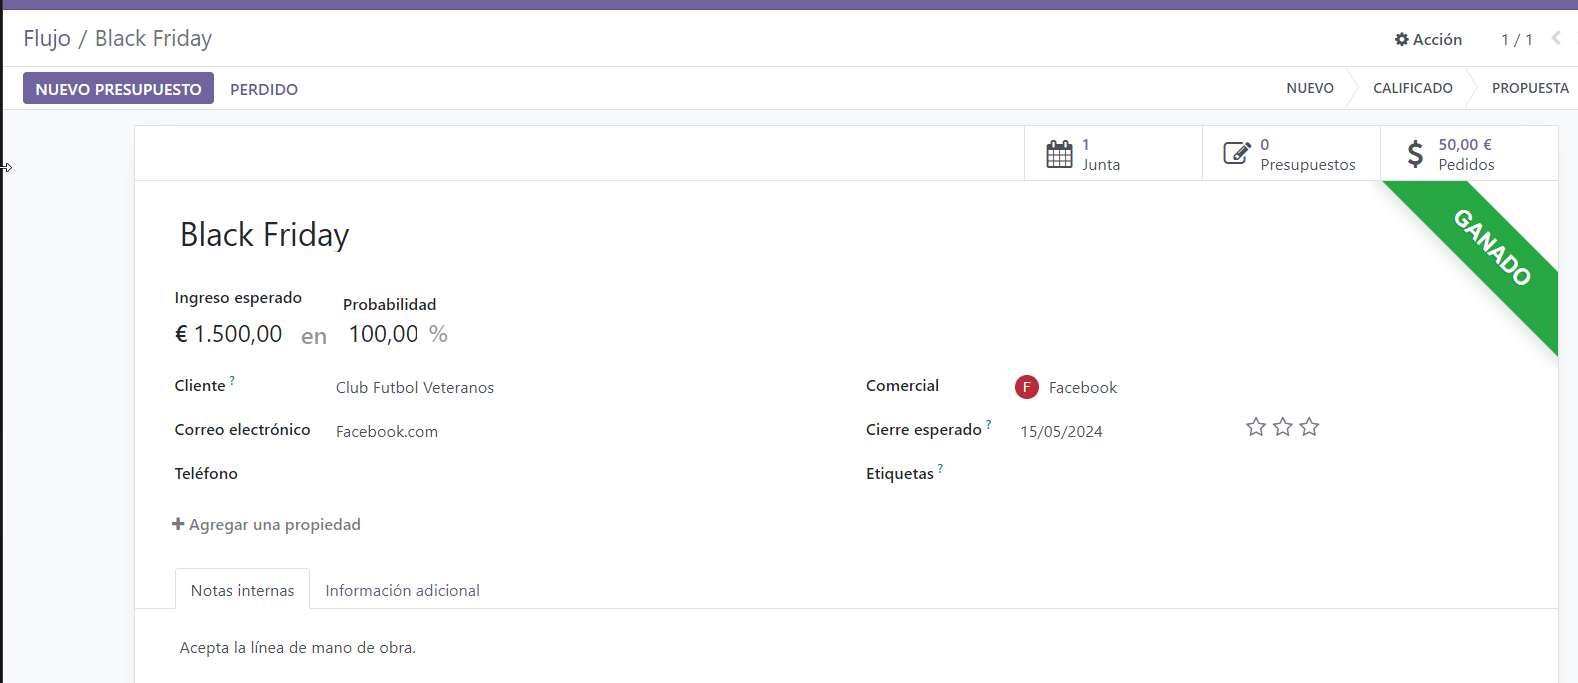 Flujo / Black Friday
Acción 1 / 1
NUEVO PRESUPUESTO PERDIDO
NUEVO CALIFICADO PROPUESTA
1
Junta
0
Presupuestos
50,00 €
Pedidos
GANADO
Black Friday
Ingreso esperado Probabilidad
€ 1.500,00 en 100,00 %
Cliente ? Club Futbol Veteranos
Comercial F Facebook
Correo electrónico Facebook.com
Cierre esperado ? 15/05/2024
Teléfono
Etiquetas ?
+ Agregar una propiedad
Notas internas Información adicional
Acepta la línea de mano de obra.